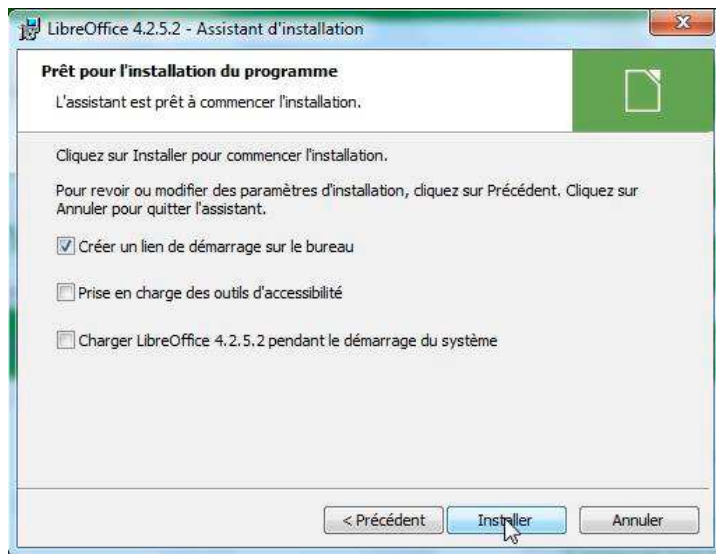 LibreOffice 4.2.5.2 - Assistant d'installation
Prêt pour l'installation du programme
L'assistant est prêt à commencer l'installation.
Cliquez sur Installer pour commencer l'installation.
Pour revoir ou modifier des paramètres d'installation, cliquez sur Précédent. Cliquez sur
Annuler pour quitter l'assistant.
Créer un lien de démarrage sur le bureau
Prise en charge des outils d'accessibilité
Charger LibreOffice 4.2.5.2 pendant le démarrage du système
< Précédent Installer Annuler